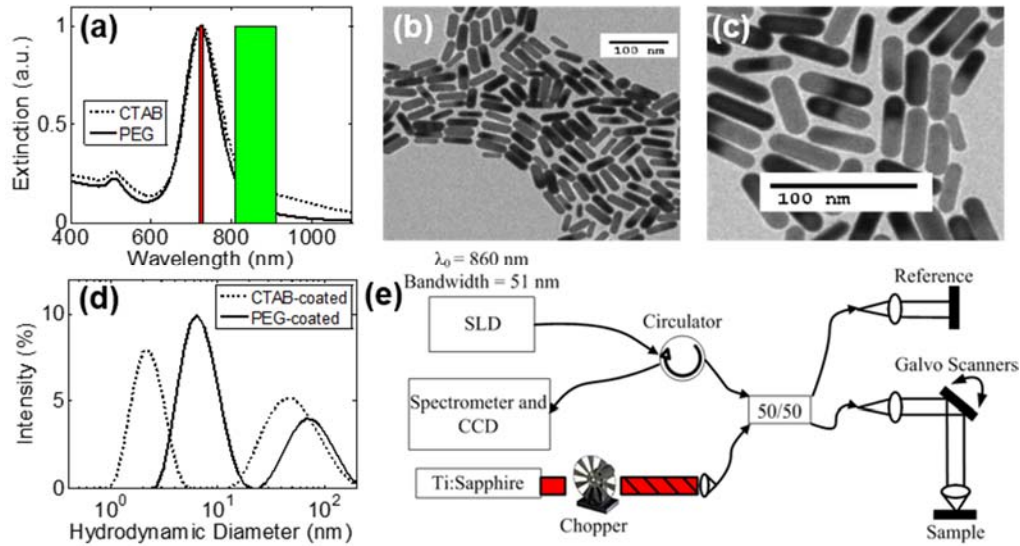 (a)
1
0.5
0
Extinction (a.u.)
CTAB
PEG
400
600
800
1000
Wavelength (nm)
(b)
100 nm
(c)
100 nm
(d)
10
5
0
Intensity (%)
CTAB-coated
PEG-coated
10⁰
10¹
10²
Hydrodynamic Diameter (nm)
λo = 860 nm
Bandwidth = 51 nm
(e)
SLD
Circulator
Reference
Galvo Scanners
Spectrometer and
CCD
50/50
Ti:Sapphire
Chopper
Sample